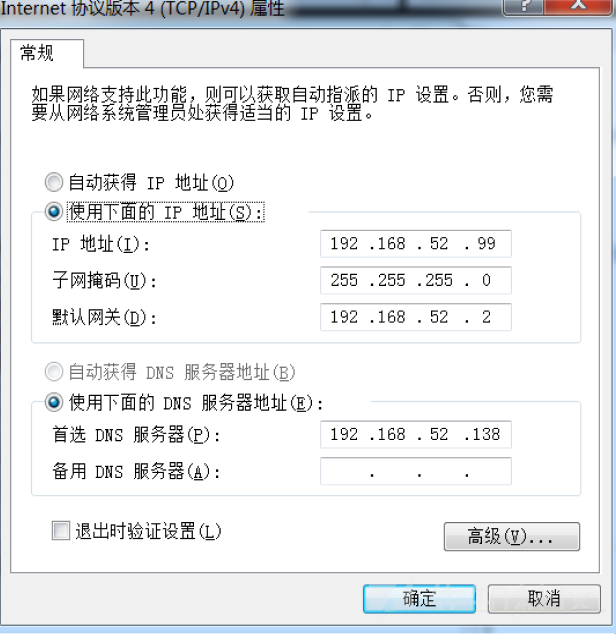 Internet 协议版本 4 (TCP/IPv4) 属性
?
X
常规
如果网络支持此功能，则可以获取自动指派的 IP 设置。否则，您需
要从网络系统管理员处获得适当的 IP 设置。
自动获得 IP 地址(O)
使用下面的 IP 地址(S):
IP 地址(I): 192 .168 .52 .99
子网掩码(U): 255 .255 .255 .0
默认网关(D): 192 .168 .52 .2
自动获得 DNS 服务器地址(B)
使用下面的 DNS 服务器地址(E):
首选 DNS 服务器(P): 192 .168 .52 .138
备用 DNS 服务器(A): . . .
退出时验证设置(L)
高级(V)...
确定
取消